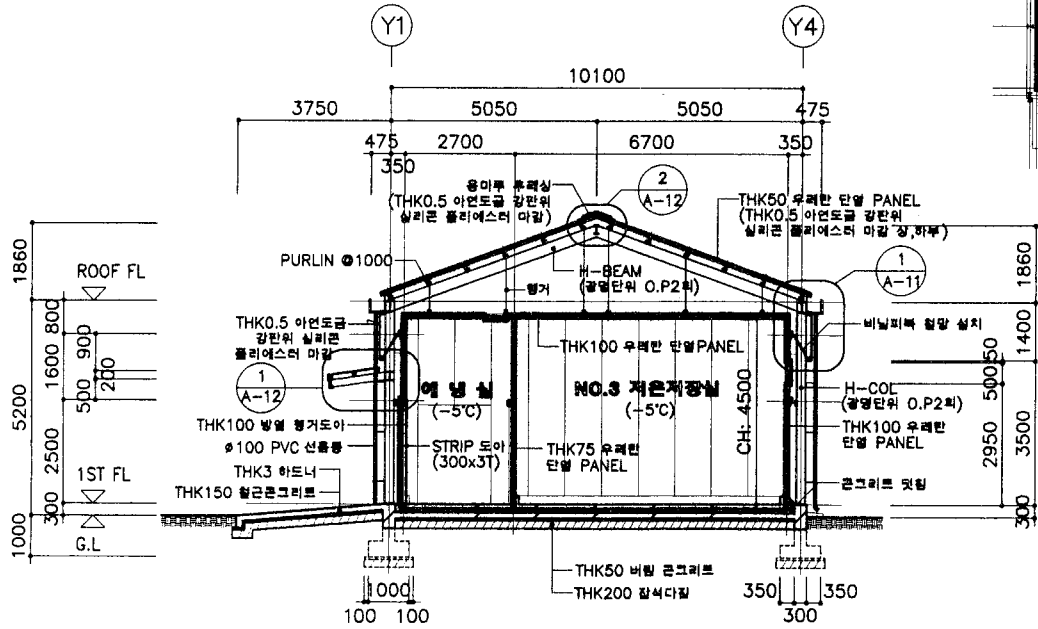 Y1
Y4
10100
3750
5050
5050
475
475
350
2700
6700
350
용마루 후레싱
(THK0.5 아연도금 강판위
실리콘 폴리에스터 마감)
2
A-12
THK50 우레탄 단열 PANEL
(THK0.5 아연도금 강판위
실리콘 폴리에스터 마감 상,하부)
PURLIN @1000
H-BEAM
(광명단위 O.P2회)
행거
1
A-11
1860
ROOF FL
1860
800
900
THK0.5 아연도금
강판위 실리콘
폴리에스터 마감
비닐피복 철망 설치
1400
THK100 우레탄 단열PANEL
50
1600
200
500
1
A-12
예 냉 실
(-5℃)
NO.3 저온저장실
(-5℃)
CH: 4500
500
H-COL
(광명단위 O.P2회)
5200
THK100 방열 행거도아
ø100 PVC 선홈통
STRIP 도아
(300x3T)
THK75 우레탄
단열 PANEL
THK100 우레탄
단열 PANEL
2500
2950
3500
1ST FL
THK3 하드너
THK150 철근콘크리트
콘크리트 덧침
300
300
G.L
1000
THK50 버림 콘크리트
THK200 잡석다짐
1000
100
100
350
350
300